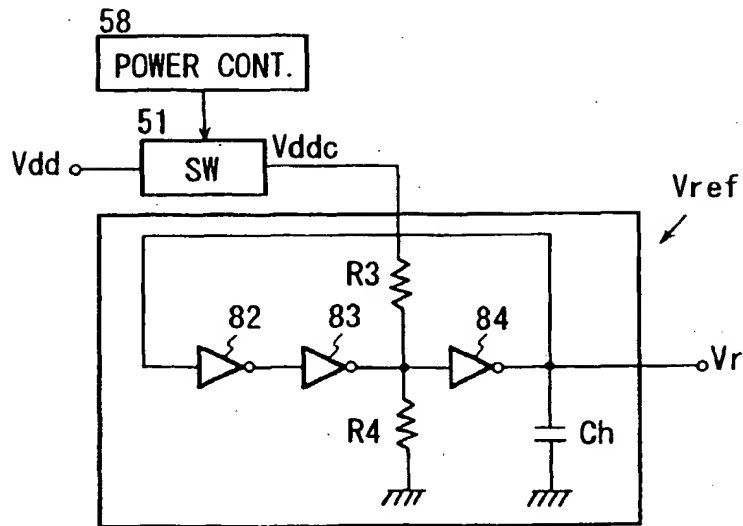 58
POWER CONT.
51
Vdd
SW
Vddc
Vref
R3
82
83
84
Vr
R4
Ch